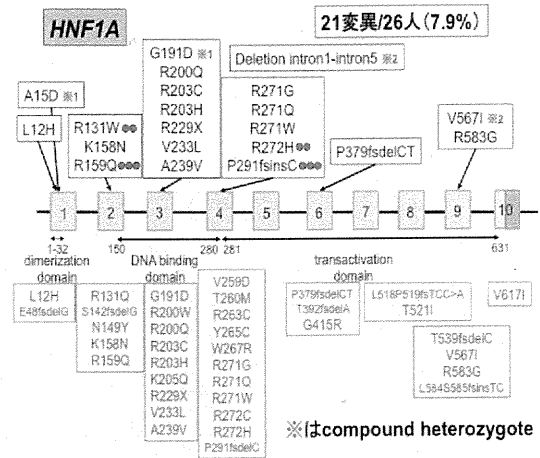 HNF1A
21変異/26人(7.9%)
A15D ※1
L12H
R131W ●●
K158N
R159Q●●●
G191D ※1
R200Q
R203C
R203H
R229X
V233L
A239V
Deletion intron1-intron5 ※2
R271G
R271Q
R271W
R272H●●
P291fsinsC●●●
P379fsdelCT
V567I ※2
R583G
1 2 3 4 5 6 7 8 9 10
1-32 150 280 281 631
dimerization
domain
DNA binding
domain
transactivation
domain
L12H
E48fsdelG
R131Q
S142fsdelG
N149Y
K158N
R159Q
G191D
R200W
R200Q
R203C
R203H
K205Q
R229X
V233L
A239V
V259D
T260M
R263C
Y265C
W267R
R271G
R271Q
R271W
R272C
R272H
P291fsdelC
P379fsdelCT
T392fsdelA
G415R
L518P519fsTCC>A
T521I
T539fsdelC
V567I
R583G
L584S585fsinsTC
V617I
※はcompound heterozygote